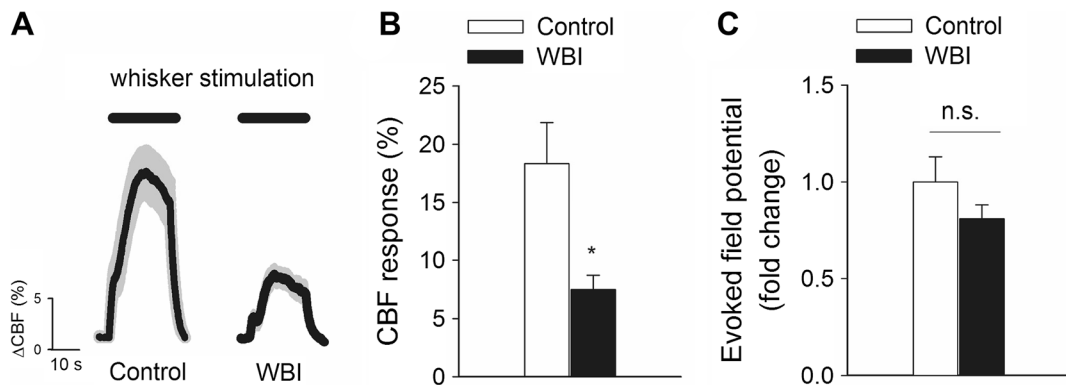 A
whisker stimulation
ΔCBF (%)
5
0
10 s
Control
WBI
B
Control
WBI
CBF response (%)
25
20
15
10
5
0
*
C
Control
WBI
Evoked field potential
(fold change)
1.5
1.0
0.5
0.0
n.s.